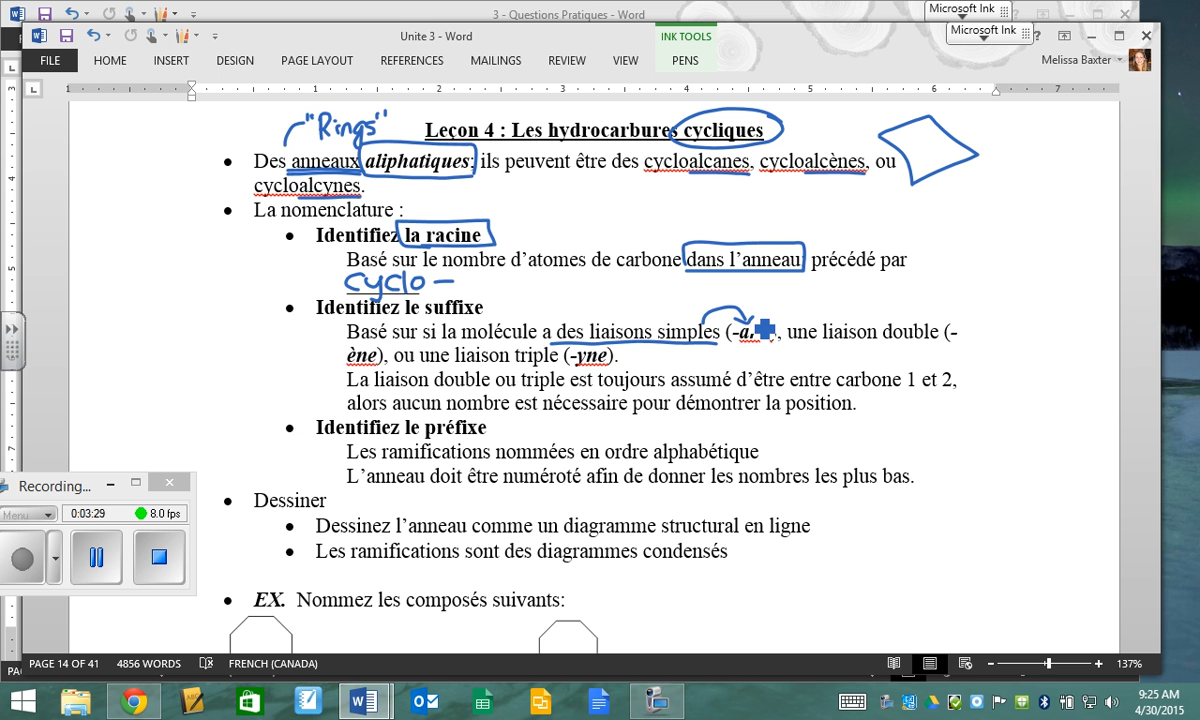 3 - Questions Pratiques - Word
Microsoft Ink
Unite 3 - Word
Microsoft Ink
?
INK TOOLS
FILE HOME INSERT DESIGN PAGE LAYOUT REFERENCES MAILINGS REVIEW VIEW PENS
Melissa Baxter
1 1 2 3 4 5 6 7
"Rings"
Leçon 4 : Les hydrocarbures cycliques
Des anneaux aliphatiques; ils peuvent être des cycloalcanes, cycloalcènes, ou
cycloalcynes.
La nomenclature :
Identifiez la racine
Basé sur le nombre d'atomes de carbone dans l'anneau, précédé par
cyclo -
Identifiez le suffixe
Basé sur si la molécule a des liaisons simples (-a , une liaison double (-
ène), ou une liaison triple (-yne).
La liaison double ou triple est toujours assumé d'être entre carbone 1 et 2,
alors aucun nombre est nécessaire pour démontrer la position.
Identifiez le préfixe
Les ramifications nommées en ordre alphabétique
L'anneau doit être numéroté afin de donner les nombres les plus bas.
Dessiner
Dessinez l'anneau comme un diagramme structural en ligne
Les ramifications sont des diagrammes condensés
EX. Nommez les composés suivants:
Recording...
Menu
0:03:29
8.0 fps
PAGE 14 OF 41 4856 WORDS FRENCH (CANADA)
137%
9:25 AM
4/30/2015